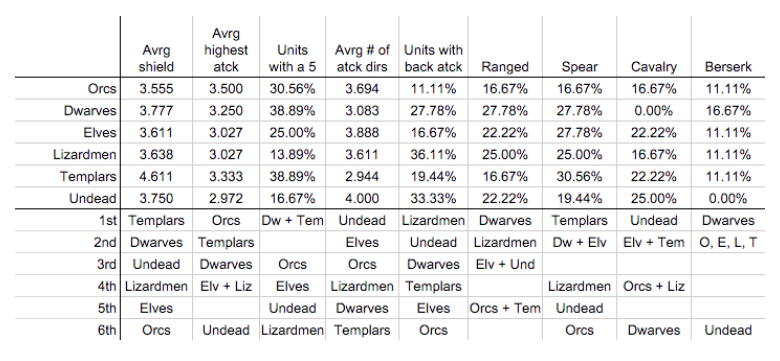 Avrg shield Avrg highest atck Units with a 5 Avrg # of atck dirs Units with back atck Ranged Spear Cavalry Berserk
Orcs 3.555 3.500 30.56% 3.694 11.11% 16.67% 16.67% 16.67% 11.11%
Dwarves 3.777 3.250 38.89% 3.083 27.78% 27.78% 27.78% 0.00% 16.67%
Elves 3.611 3.027 25.00% 3.888 16.67% 22.22% 27.78% 22.22% 11.11%
Lizardmen 3.638 3.027 13.89% 3.611 36.11% 25.00% 25.00% 16.67% 11.11%
Templars 4.611 3.333 38.89% 2.944 19.44% 16.67% 30.56% 22.22% 11.11%
Undead 3.750 2.972 16.67% 4.000 33.33% 22.22% 19.44% 25.00% 0.00%
1st Templars Orcs Dw + Tem Undead Lizardmen Dwarves Templars Undead Dwarves
2nd Dwarves Templars Elves Undead Lizardmen Dw + Elv Elv + Tem O, E, L, T
3rd Undead Dwarves Orcs Orcs Dwarves Elv + Und
4th Lizardmen Elv + Liz Elves Lizardmen Templars Lizardmen Orcs + Liz
5th Elves Undead Dwarves Elves Orcs + Tem Undead
6th Orcs Undead Lizardmen Templars Orcs Orcs Dwarves Undead